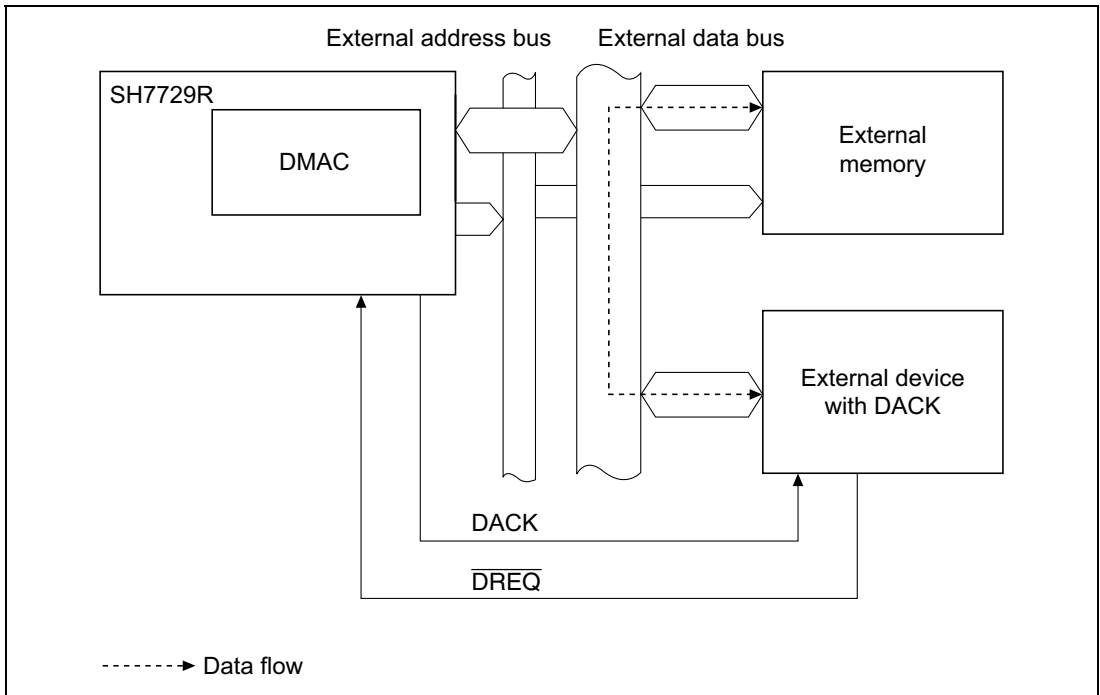 External address bus
External data bus
SH7729R
DMAC
External
memory
External device
with DACK
DACK
DREQ
Data flow